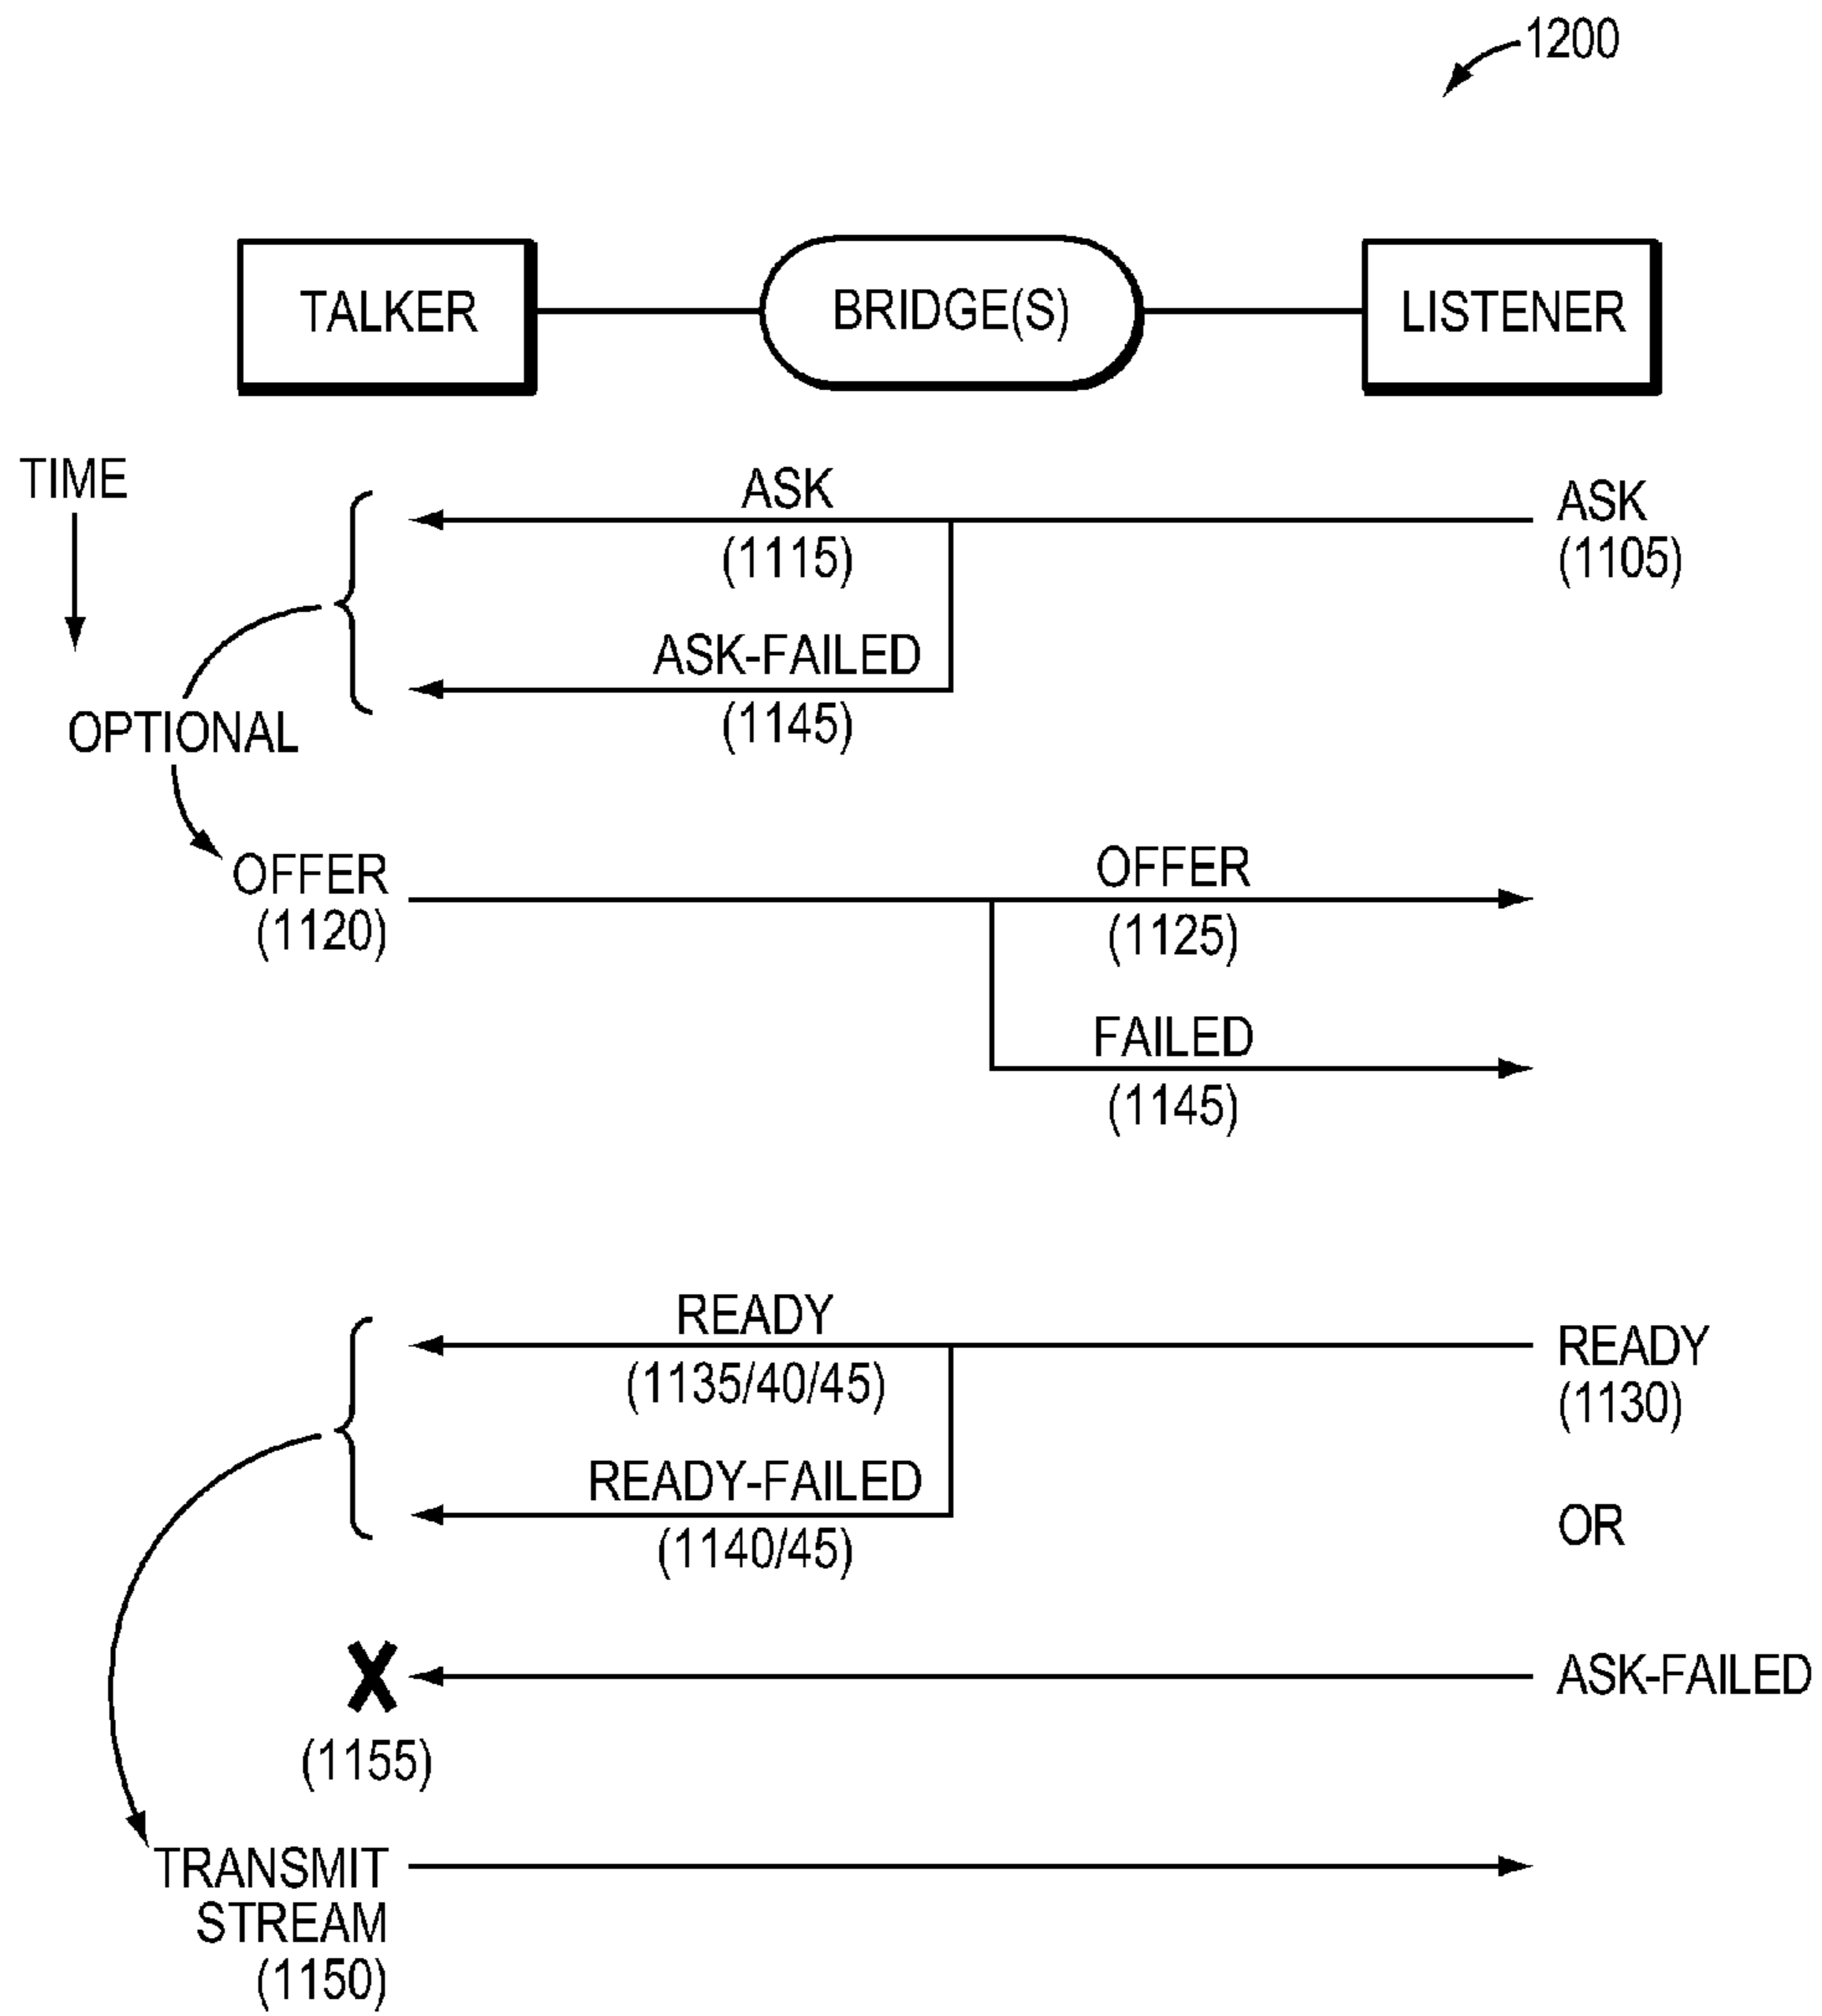 1200
TALKER
BRIDGE(S)
LISTENER
TIME
ASK
(1115)
ASK
(1105)
ASK-FAILED
(1145)
OPTIONAL
OFFER
(1120)
OFFER
(1125)
FAILED
(1145)
READY
(1135/40/45)
READY
(1130)
READY-FAILED
(1140/45)
OR
X
ASK-FAILED
(1155)
TRANSMIT
STREAM
(1150)